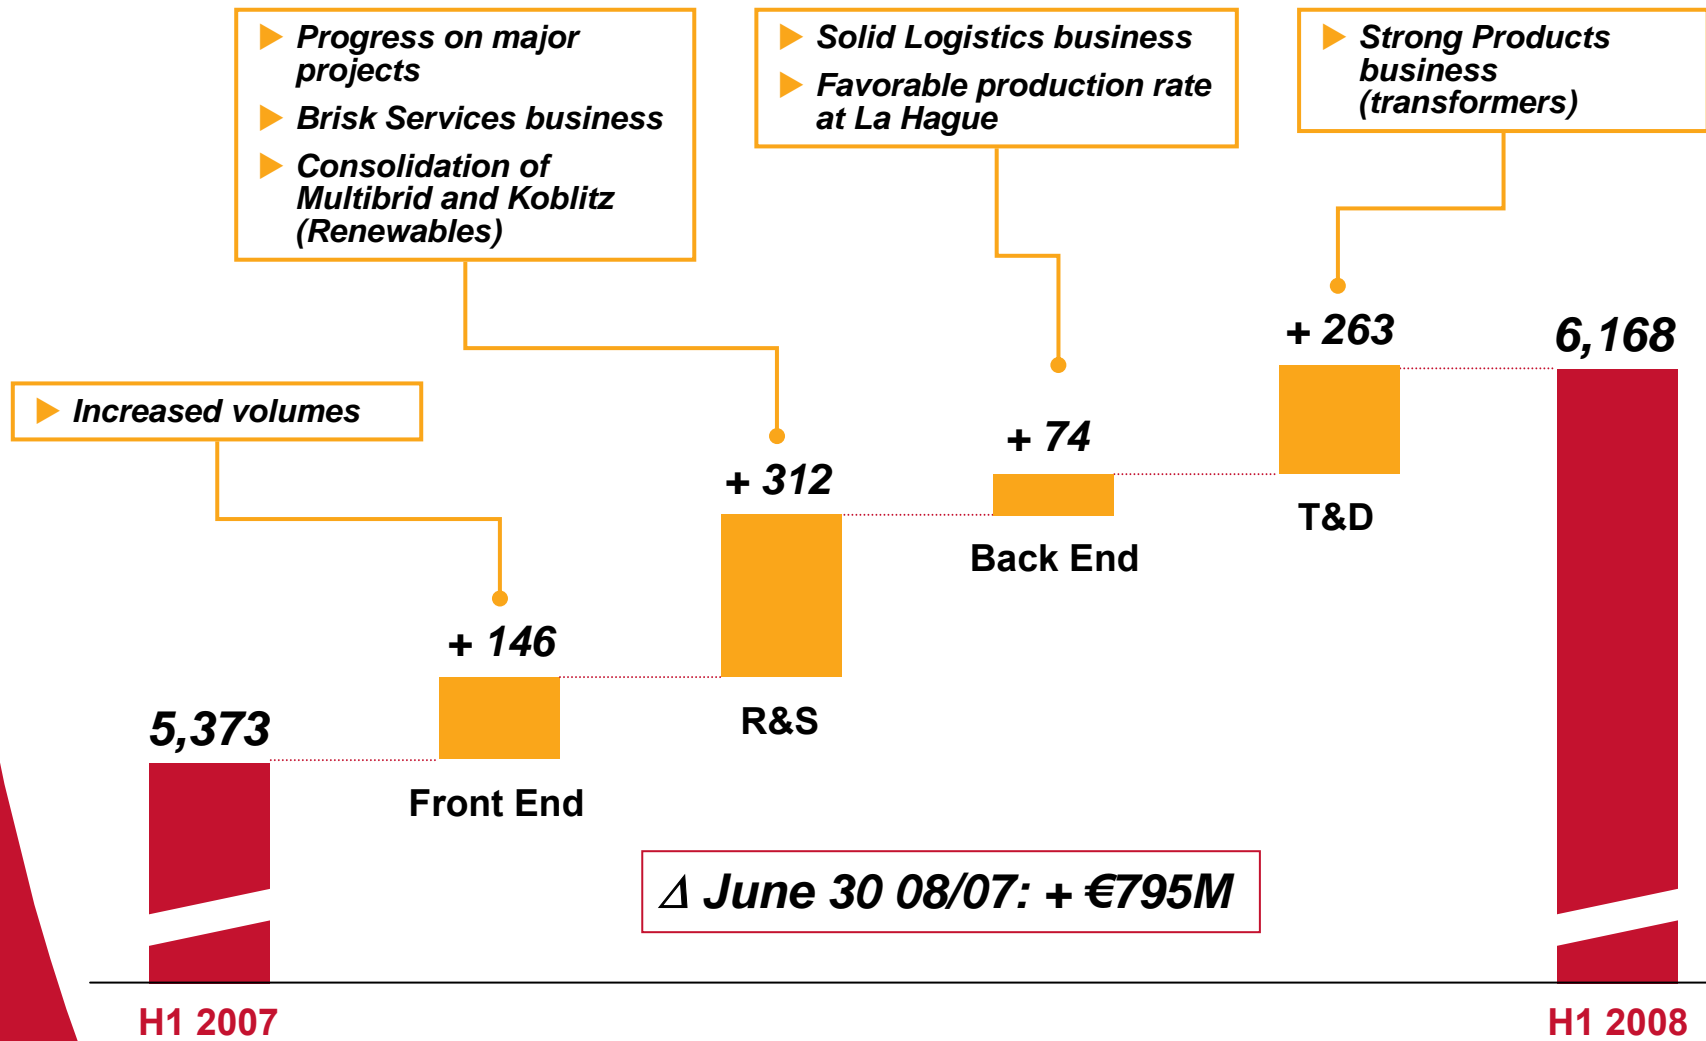 Progress on major
projects
Brisk Services business
Consolidation of
Multibrid and Koblitz
(Renewables)
Solid Logistics business
Favorable production rate
at La Hague
Strong Products
business
(transformers)
Increased volumes
5,373
+ 146
Front End
+ 312
R&S
+ 74
Back End
+ 263
T&D
6,168
Δ June 30 08/07: + €795M
H1 2007
H1 2008